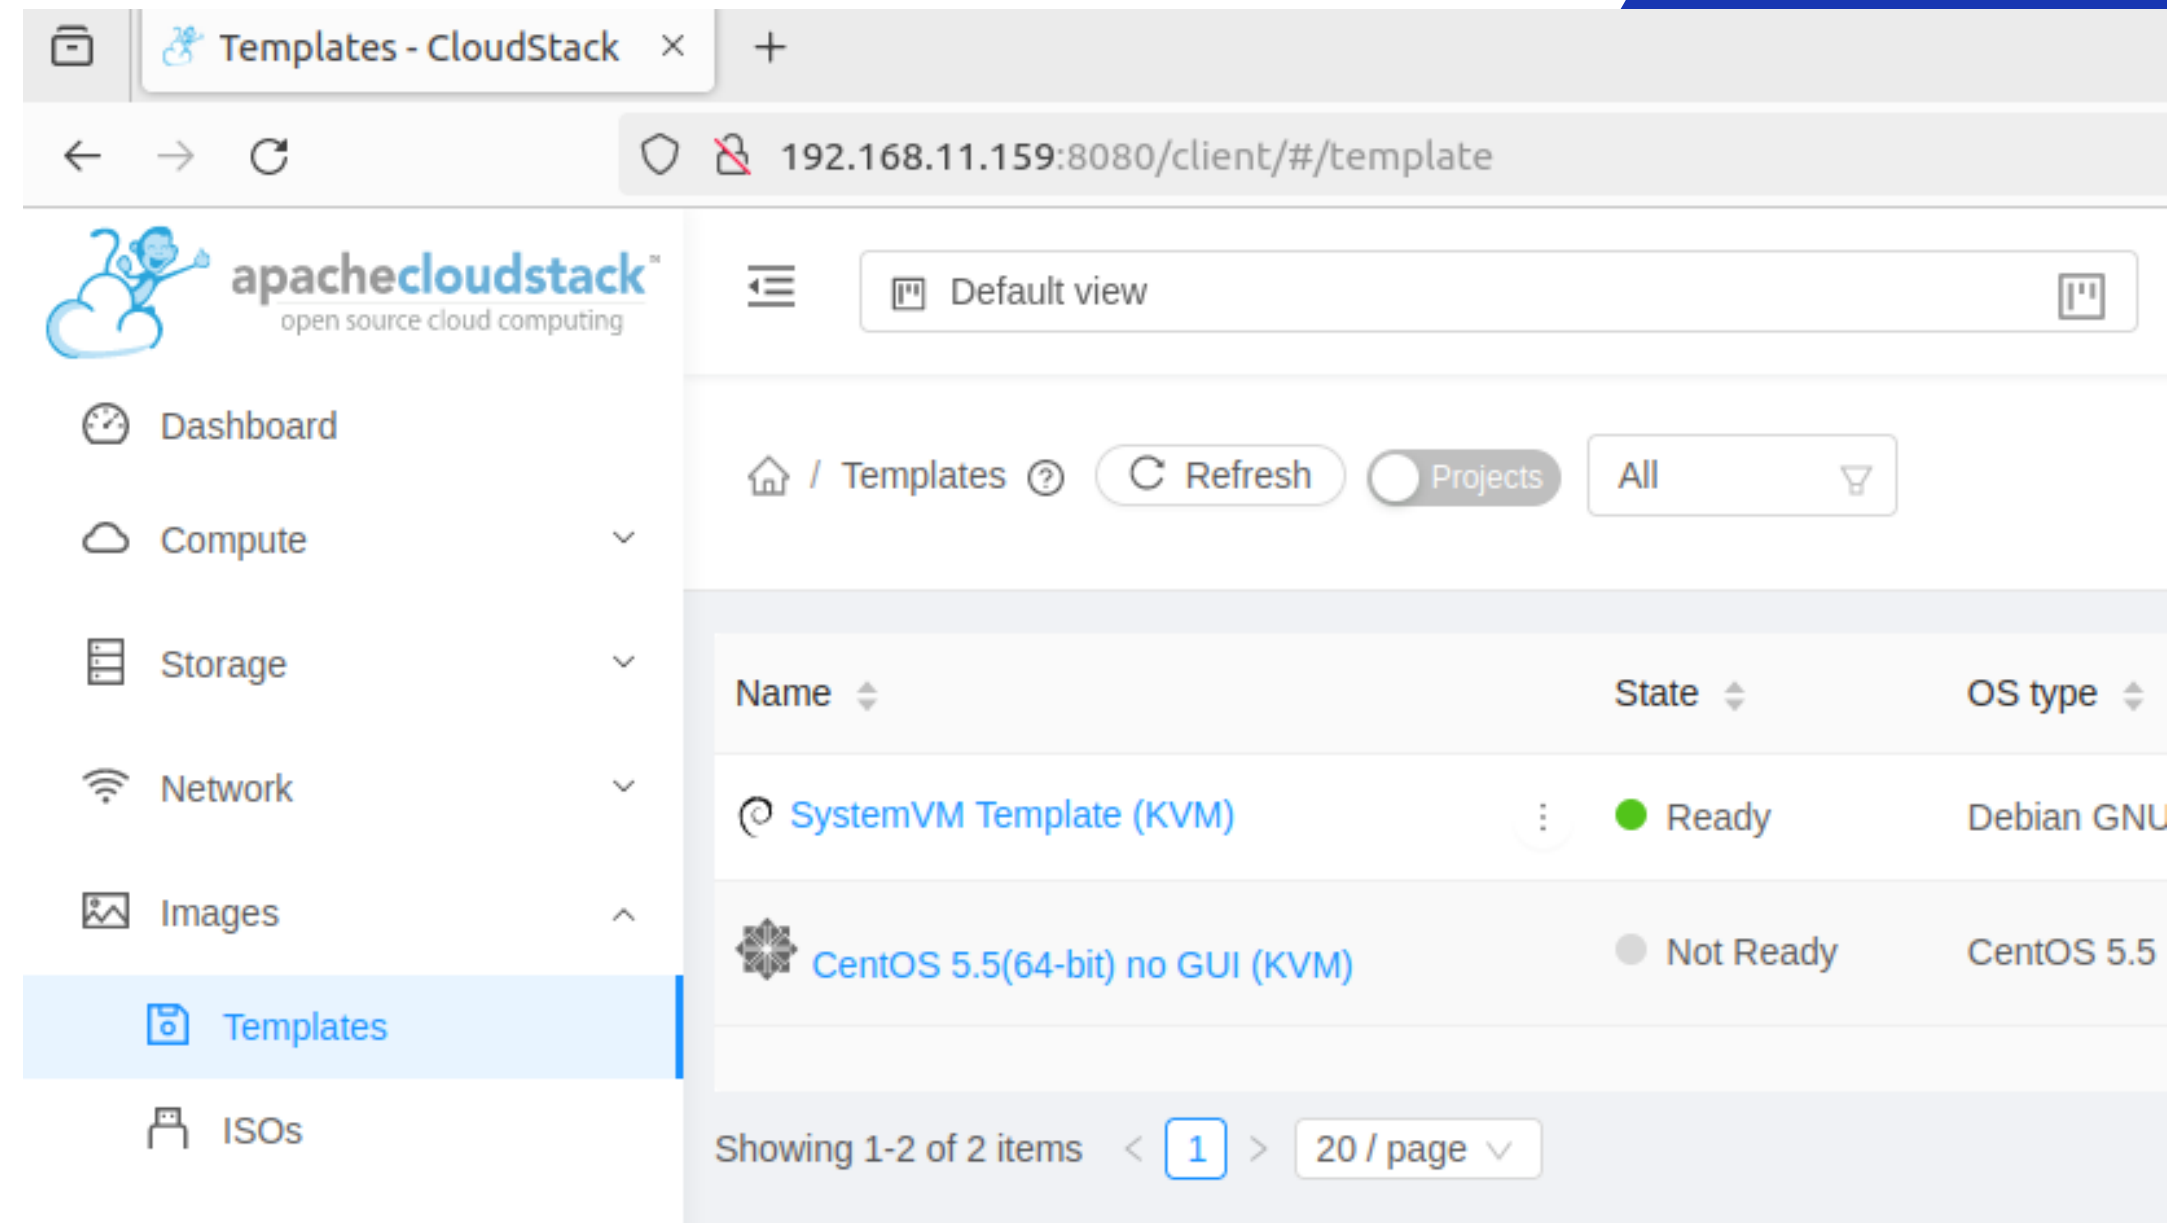 Templates - CloudStack
192.168.11.159:8080/client/#/template
apachecloudstack™
open source cloud computing
Default view
Dashboard
/ Templates Refresh Projects All
Compute
Storage
Name State OS type
Network
SystemVM Template (KVM) Ready Debian GNU
Images
CentOS 5.5(64-bit) no GUI (KVM) Not Ready CentOS 5.5
Templates
ISOs
Showing 1-2 of 2 items < 1 > 20 / page